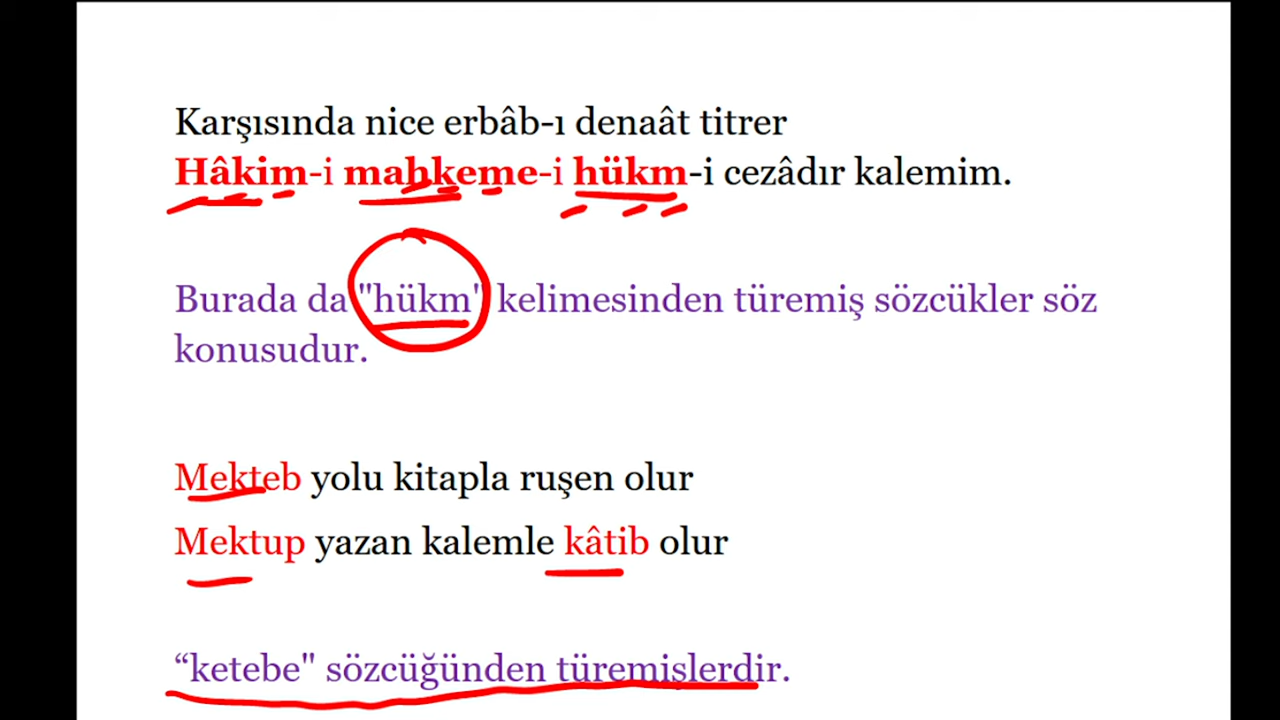 Karşısında nice erbâb-ı denaât titrer
Hâkim-i mahkeme-i hükm-i cezâdır kalemim.
Burada da "hükm" kelimesinden türemiş sözcükler söz
konusudur.
Mekteb yolu kitapla ruşen olur
Mektup yazan kalemle kâtib olur
“ketebe" sözcüğünden türemişlerdir.